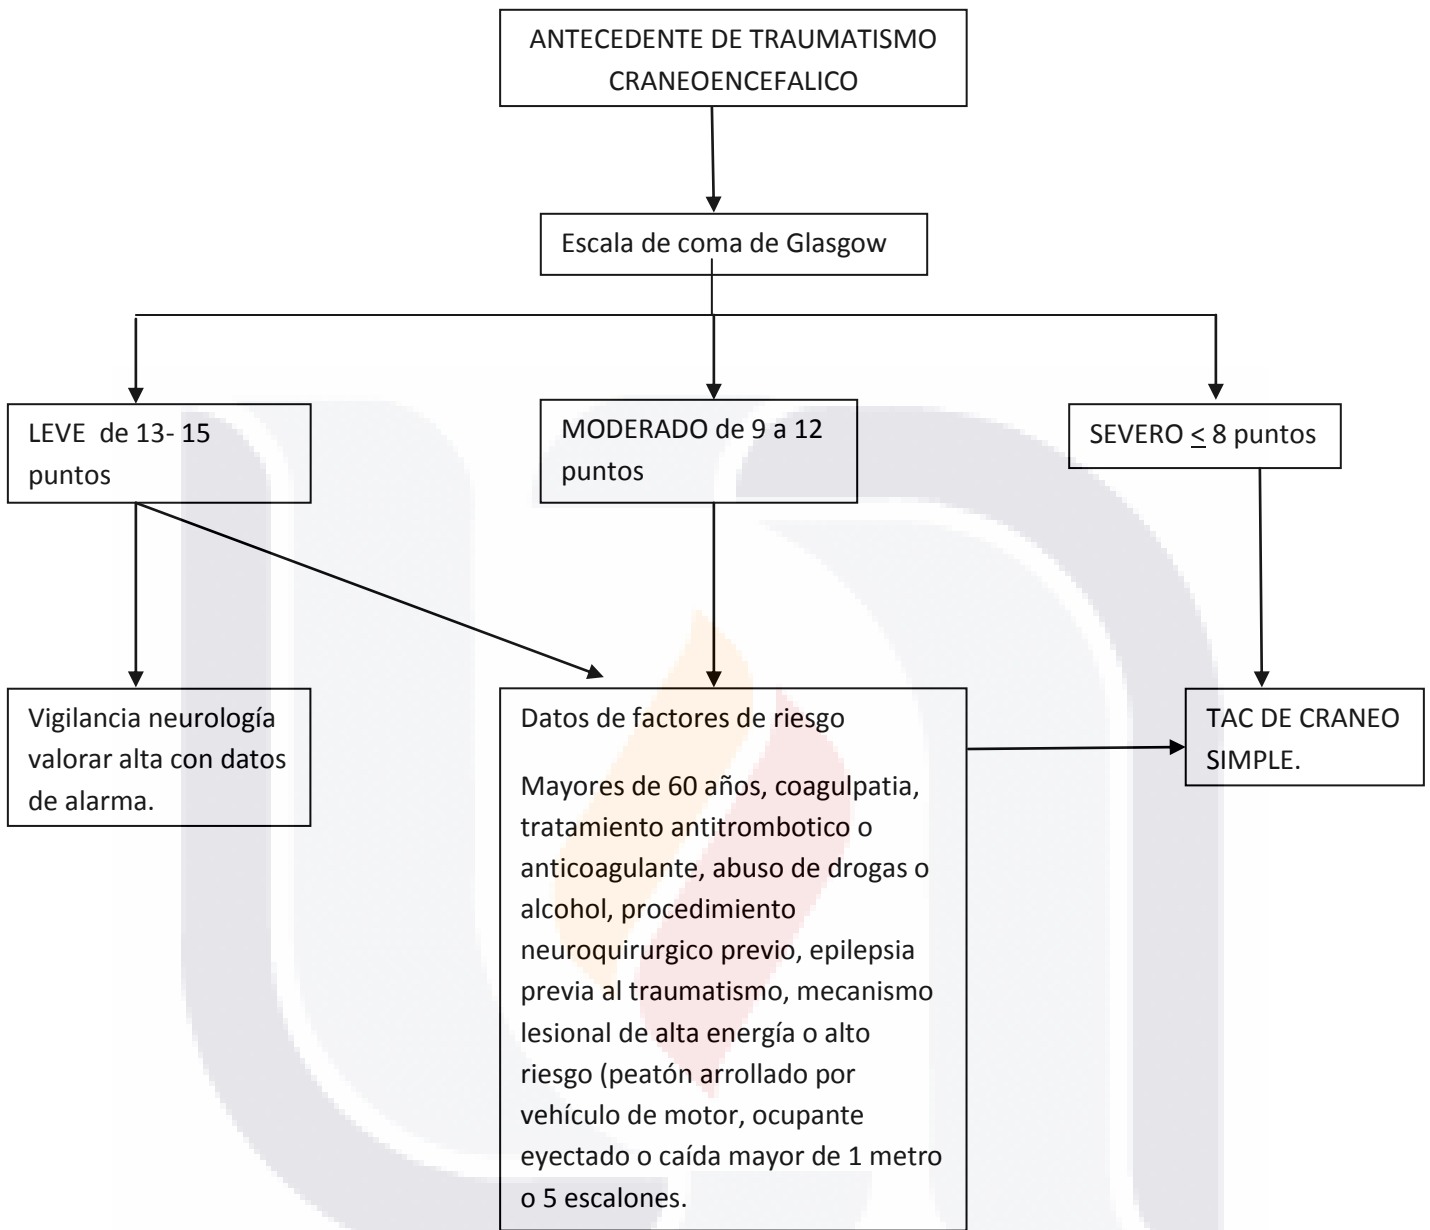 ANTECEDENTE DE TRAUMATISMO
CRANEOENCEFALICO
Escala de coma de Glasgow
LEVE de 13- 15
puntos
MODERADO de 9 a 12
puntos
SEVERO ≤ 8 puntos
Vigilancia neurología
valorar alta con datos
de alarma.
Datos de factores de riesgo
Mayores de 60 años, coagulpatia,
tratamiento antitrombotico o
anticoagulante, abuso de drogas o
alcohol, procedimiento
neuroquirurgico previo, epilepsia
previa al traumatismo, mecanismo
lesional de alta energía o alto
riesgo (peatón arrollado por
vehículo de motor, ocupante
eyectado o caída mayor de 1 metro
o 5 escalones.
TAC DE CRANEO
SIMPLE.